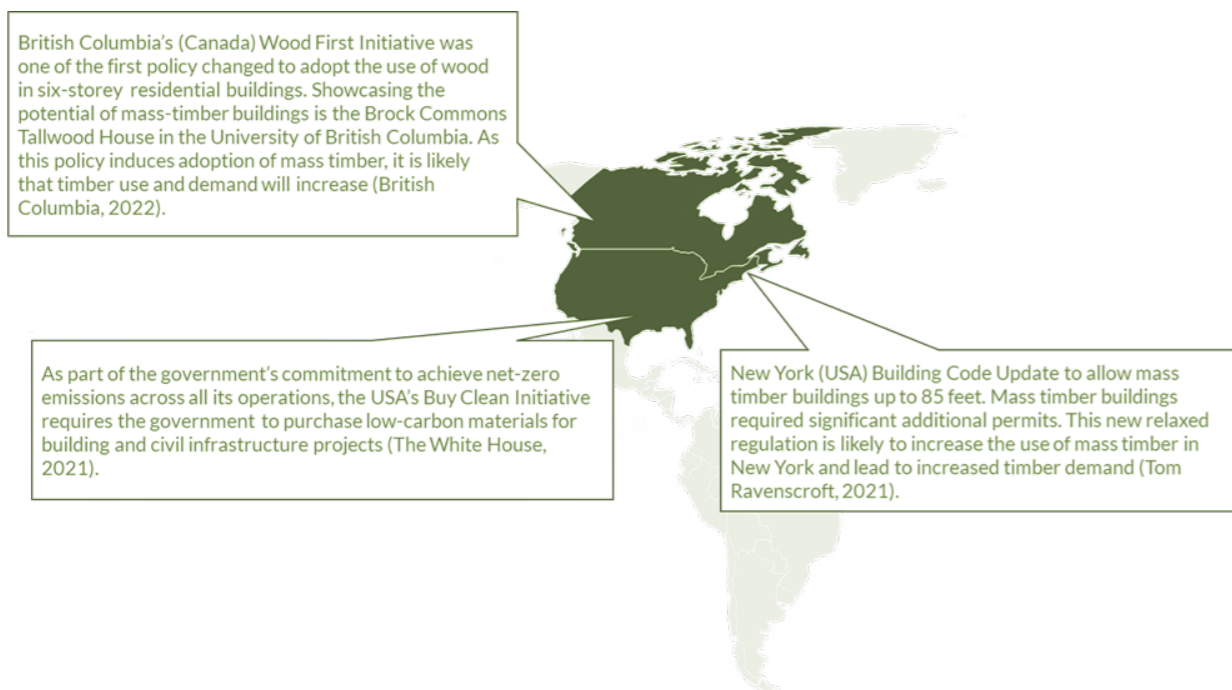 British Columbia’s (Canada) Wood First Initiative was
one of the first policy changed to adopt the use of wood
in six-storey residential buildings. Showcasing the
potential of mass-timber buildings is the Brock Commons
Tallwood House in the University of British Columbia. As
this policy induces adoption of mass timber, it is likely
that timber use and demand will increase (British
Columbia, 2022).
As part of the government’s commitment to achieve net-zero
emissions across all its operations, the USA’s Buy Clean Initiative
requires the government to purchase low-carbon materials for
building and civil infrastructure projects (The White House,
2021).
New York (USA) Building Code Update to allow mass
timber buildings up to 85 feet. Mass timber buildings
required significant additional permits. This new relaxed
regulation is likely to increase the use of mass timber in
New York and lead to increased timber demand (Tom
Ravenscroft, 2021).